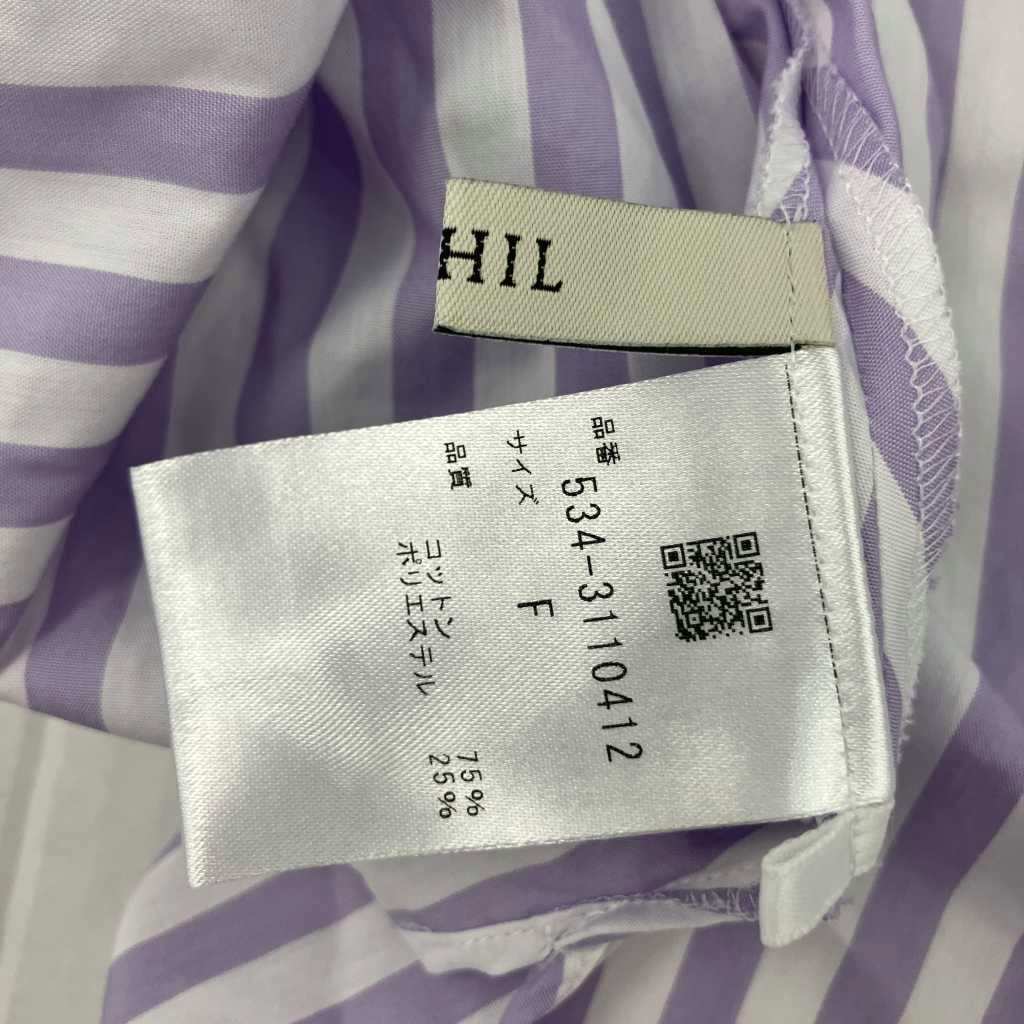 HIL
品番 534-3110412
サイズ F
品質
コットン 75%
ポリエステル 25%